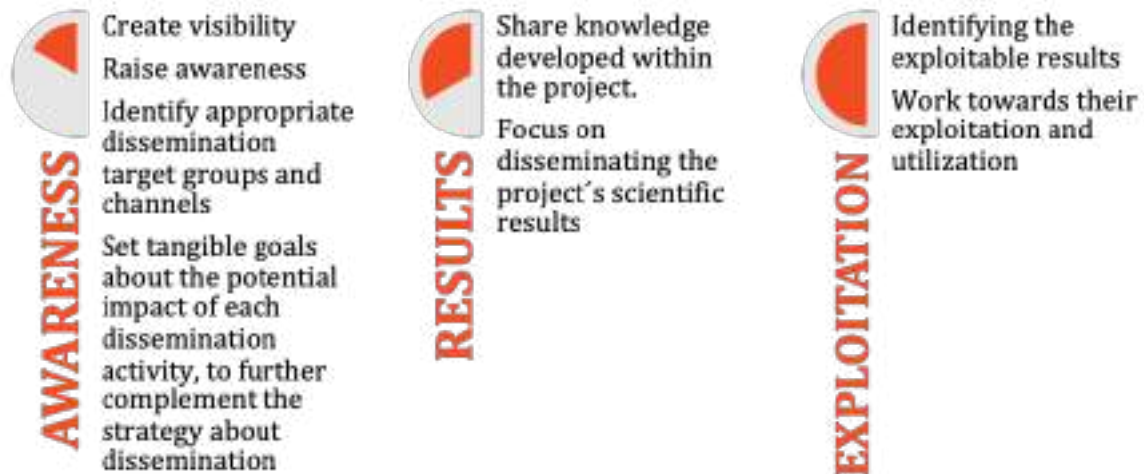 AWARENESS
Create visibility
Raise awareness
Identify appropriate
dissemination
target groups and
channels
Set tangible goals
about the potential
impact of each
dissemination
activity, to further
complement the
strategy about
dissemination
RESULTS
Share knowledge
developed within
the project.
Focus on
disseminating the
project´s scientific
results
EXPLOITATION
Identifying the
exploitable results
Work towards their
exploitation and
utilization